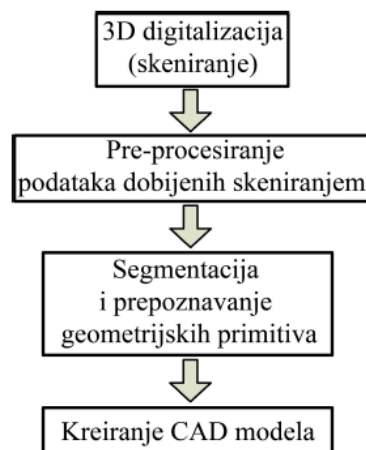 3D digitalizacija
(skeniranje)
Pre-procesiranje
podataka dobijenih skeniranjem
Segmentacija
i prepoznavanje
geometrijskih primitiva
Kreiranje CAD modela